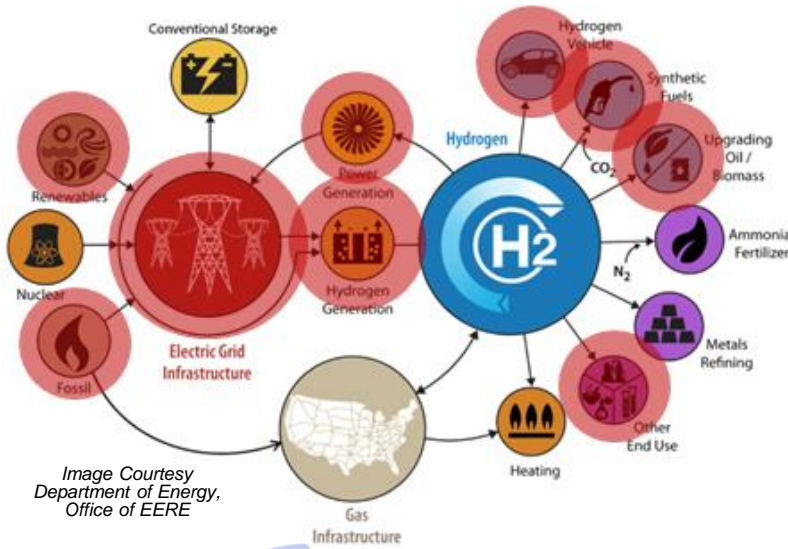 Conventional Storage
Hydrogen
Vehicle
Synthetic
Fuels
Hydrogen
CO2
Upgrading
Oil /
Biomass
Renewables
Power
Generation
H2
Ammonia
Fertilizer
N2
Nuclear
Hydrogen
Generation
Metals
Refining
Electric Grid
Infrastructure
Fossil
Other
End Use
Heating
Image Courtesy
Department of Energy,
Office of EERE
Gas
Infrastructure